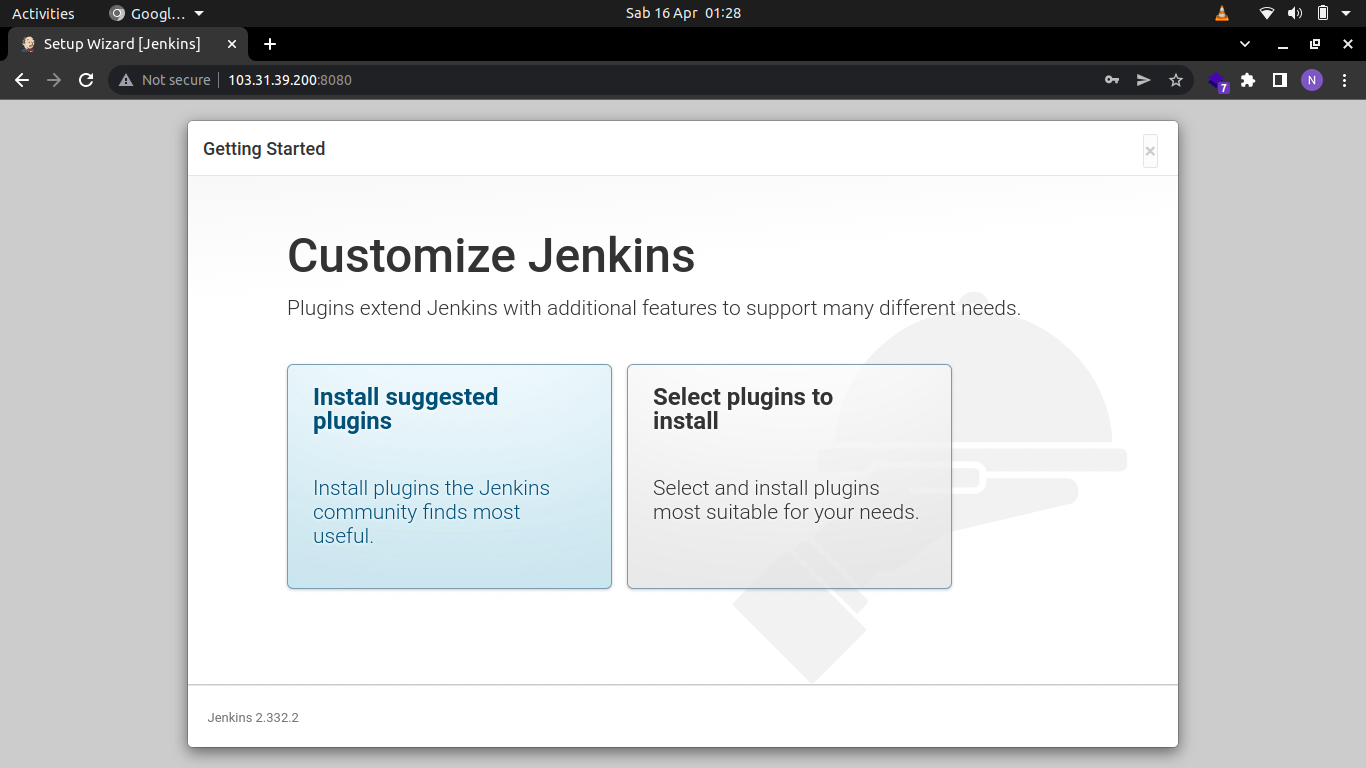 Activities
Googl…
Sab 16 Apr 01:28
Setup Wizard [Jenkins]
Not secure
103.31.39.200:8080
7
N
Getting Started
×
Customize Jenkins
Plugins extend Jenkins with additional features to support many different needs.
Install suggested
plugins
Install plugins the Jenkins
community finds most
useful.
Select plugins to
install
Select and install plugins
most suitable for your needs.
Jenkins 2.332.2